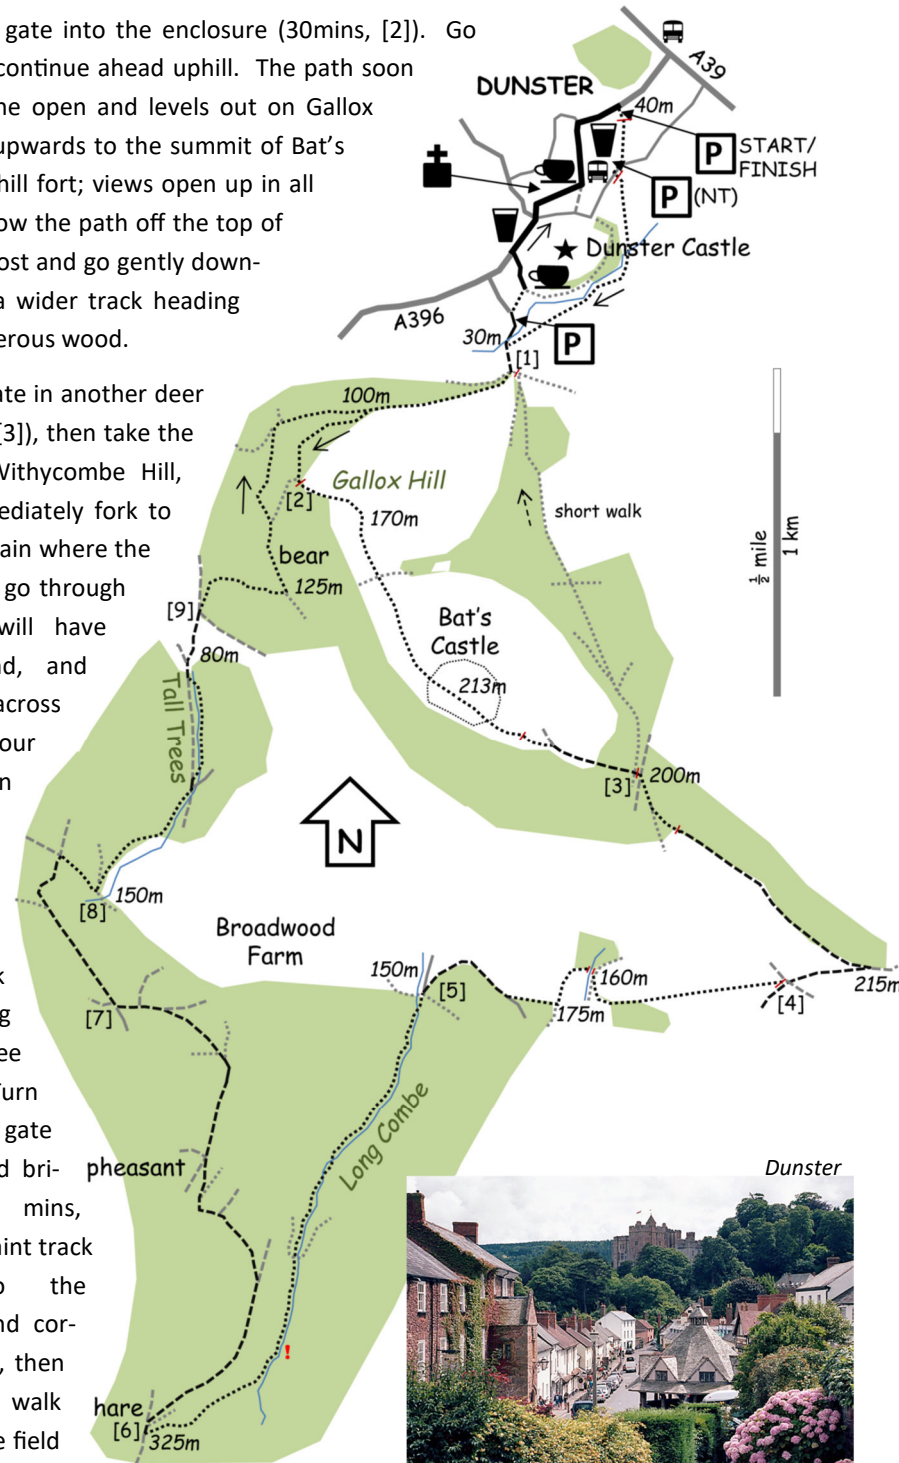 gate into the enclosure (30mins, [2]). Go
continue ahead uphill. The path soon
ne open and levels out on Gallox
upwards to the summit of Bat's
hill fort; views open up in all
ow the path off the top of
ost and go gently down-
a wider track heading
erous wood.
ate in another deer
[3]), then take the
Withycombe Hill,
ediately fork to
ain where the
go through
will have
nd, and
across
our
n
k
g
ee
Turn
gate
d bri-
mins,
aint track
o the
nd cor-
, then
walk
e field
A39
DUNSTER
40m
P START/
FINISH
P (NT)
Dunster Castle
A396
30m
P
[1]
100m
Gallox Hill
[2]
170m
short walk
bear
125m
½ mile
1 km
[9]
Bat's
Castle
80m
213m
Tall Trees
[3]
200m
N
150m
[8]
Broadwood
Farm
150m
[5]
160m
175m
[4]
215m
[7]
Long Combe
pheasant
Dunster
!
hare
[6]
325m